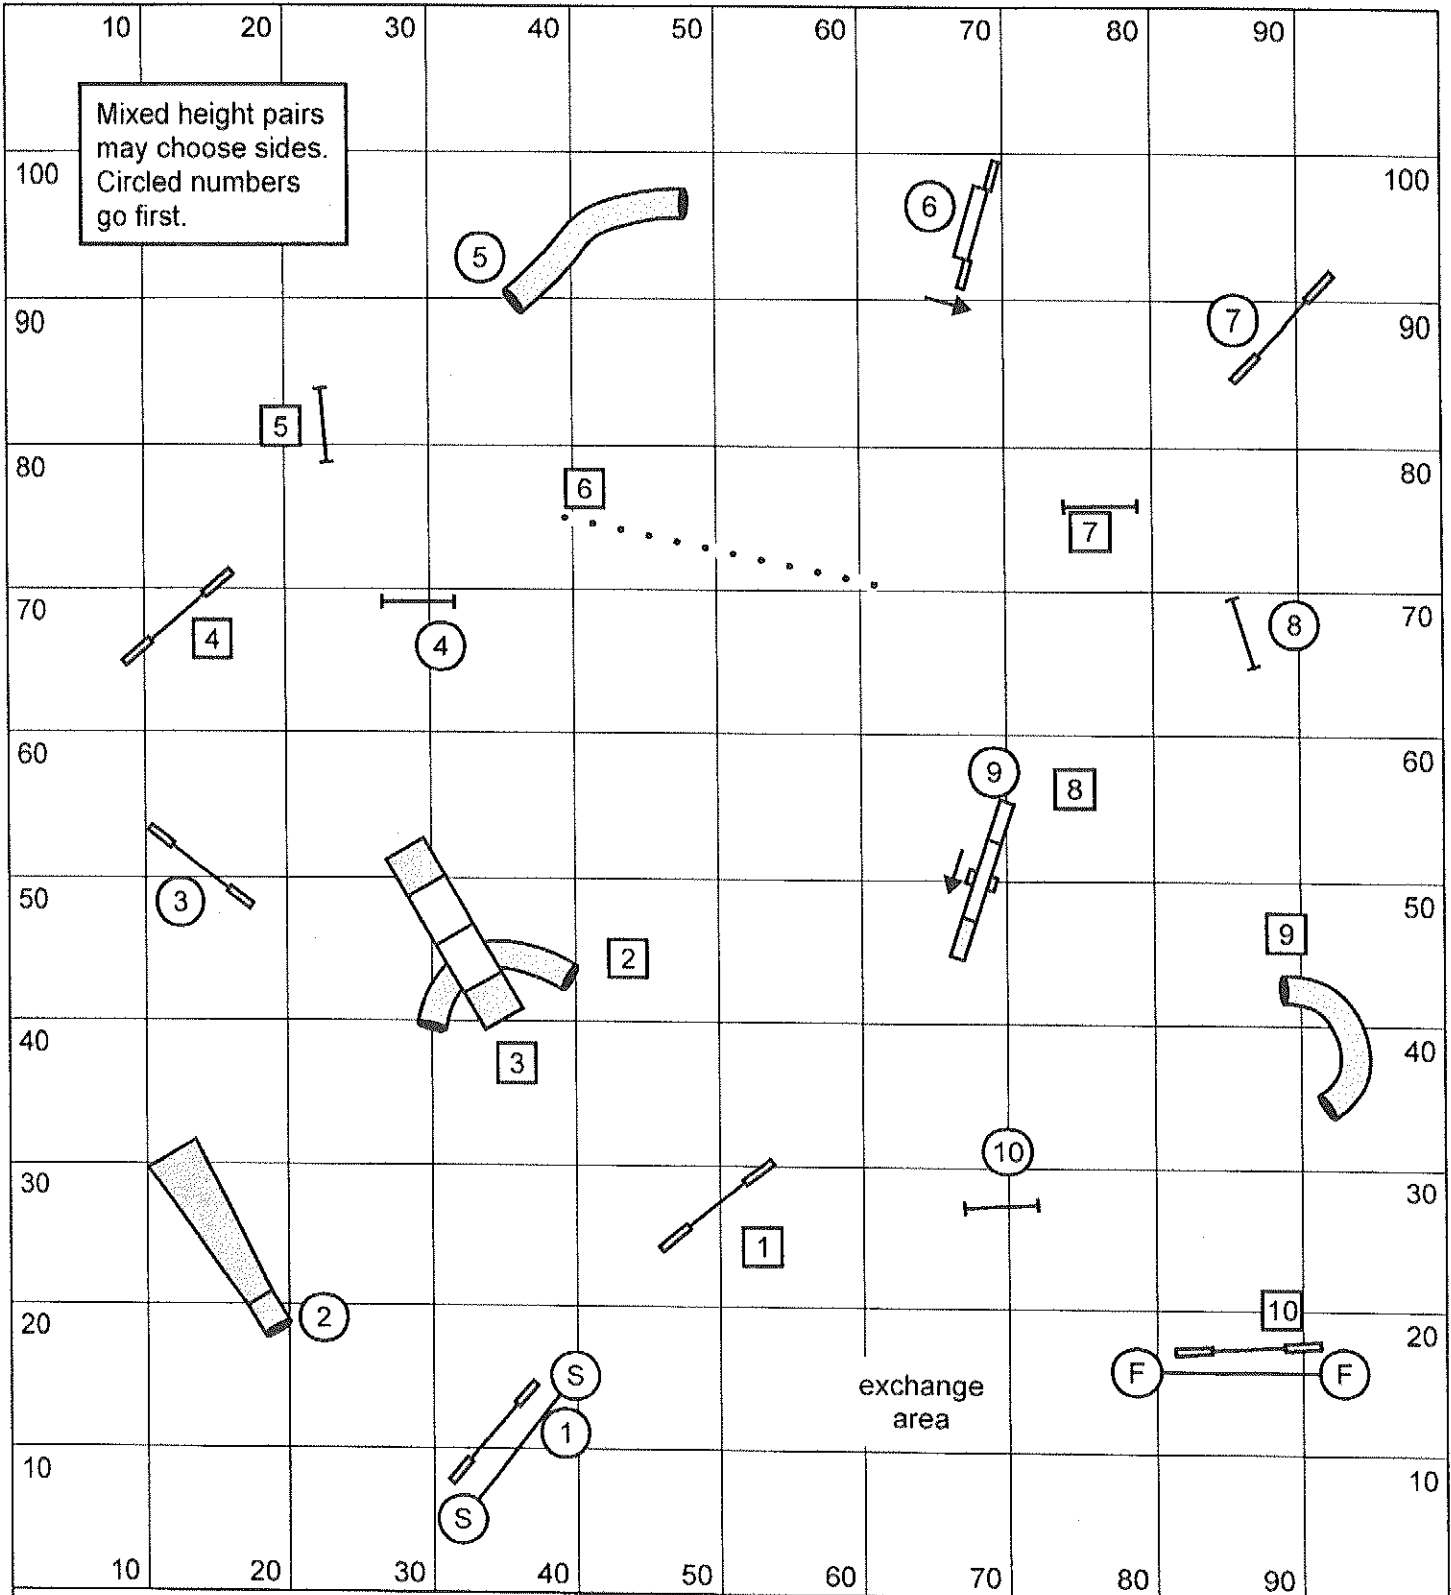 10 20 30 40 50 60 70 80 90
Mixed height pairs
may choose sides.
Circled numbers
go first.
100 100
6
5
90 7 90
5
80 80
6
7
70 4 4 8 70
60 60
9 8
50 3 50
2 9
40 3 40
10
30 30
1
20 2 10 20
S F F
exchange
area
1
10 10
S
10 20 30 40 50 60 70 80 90